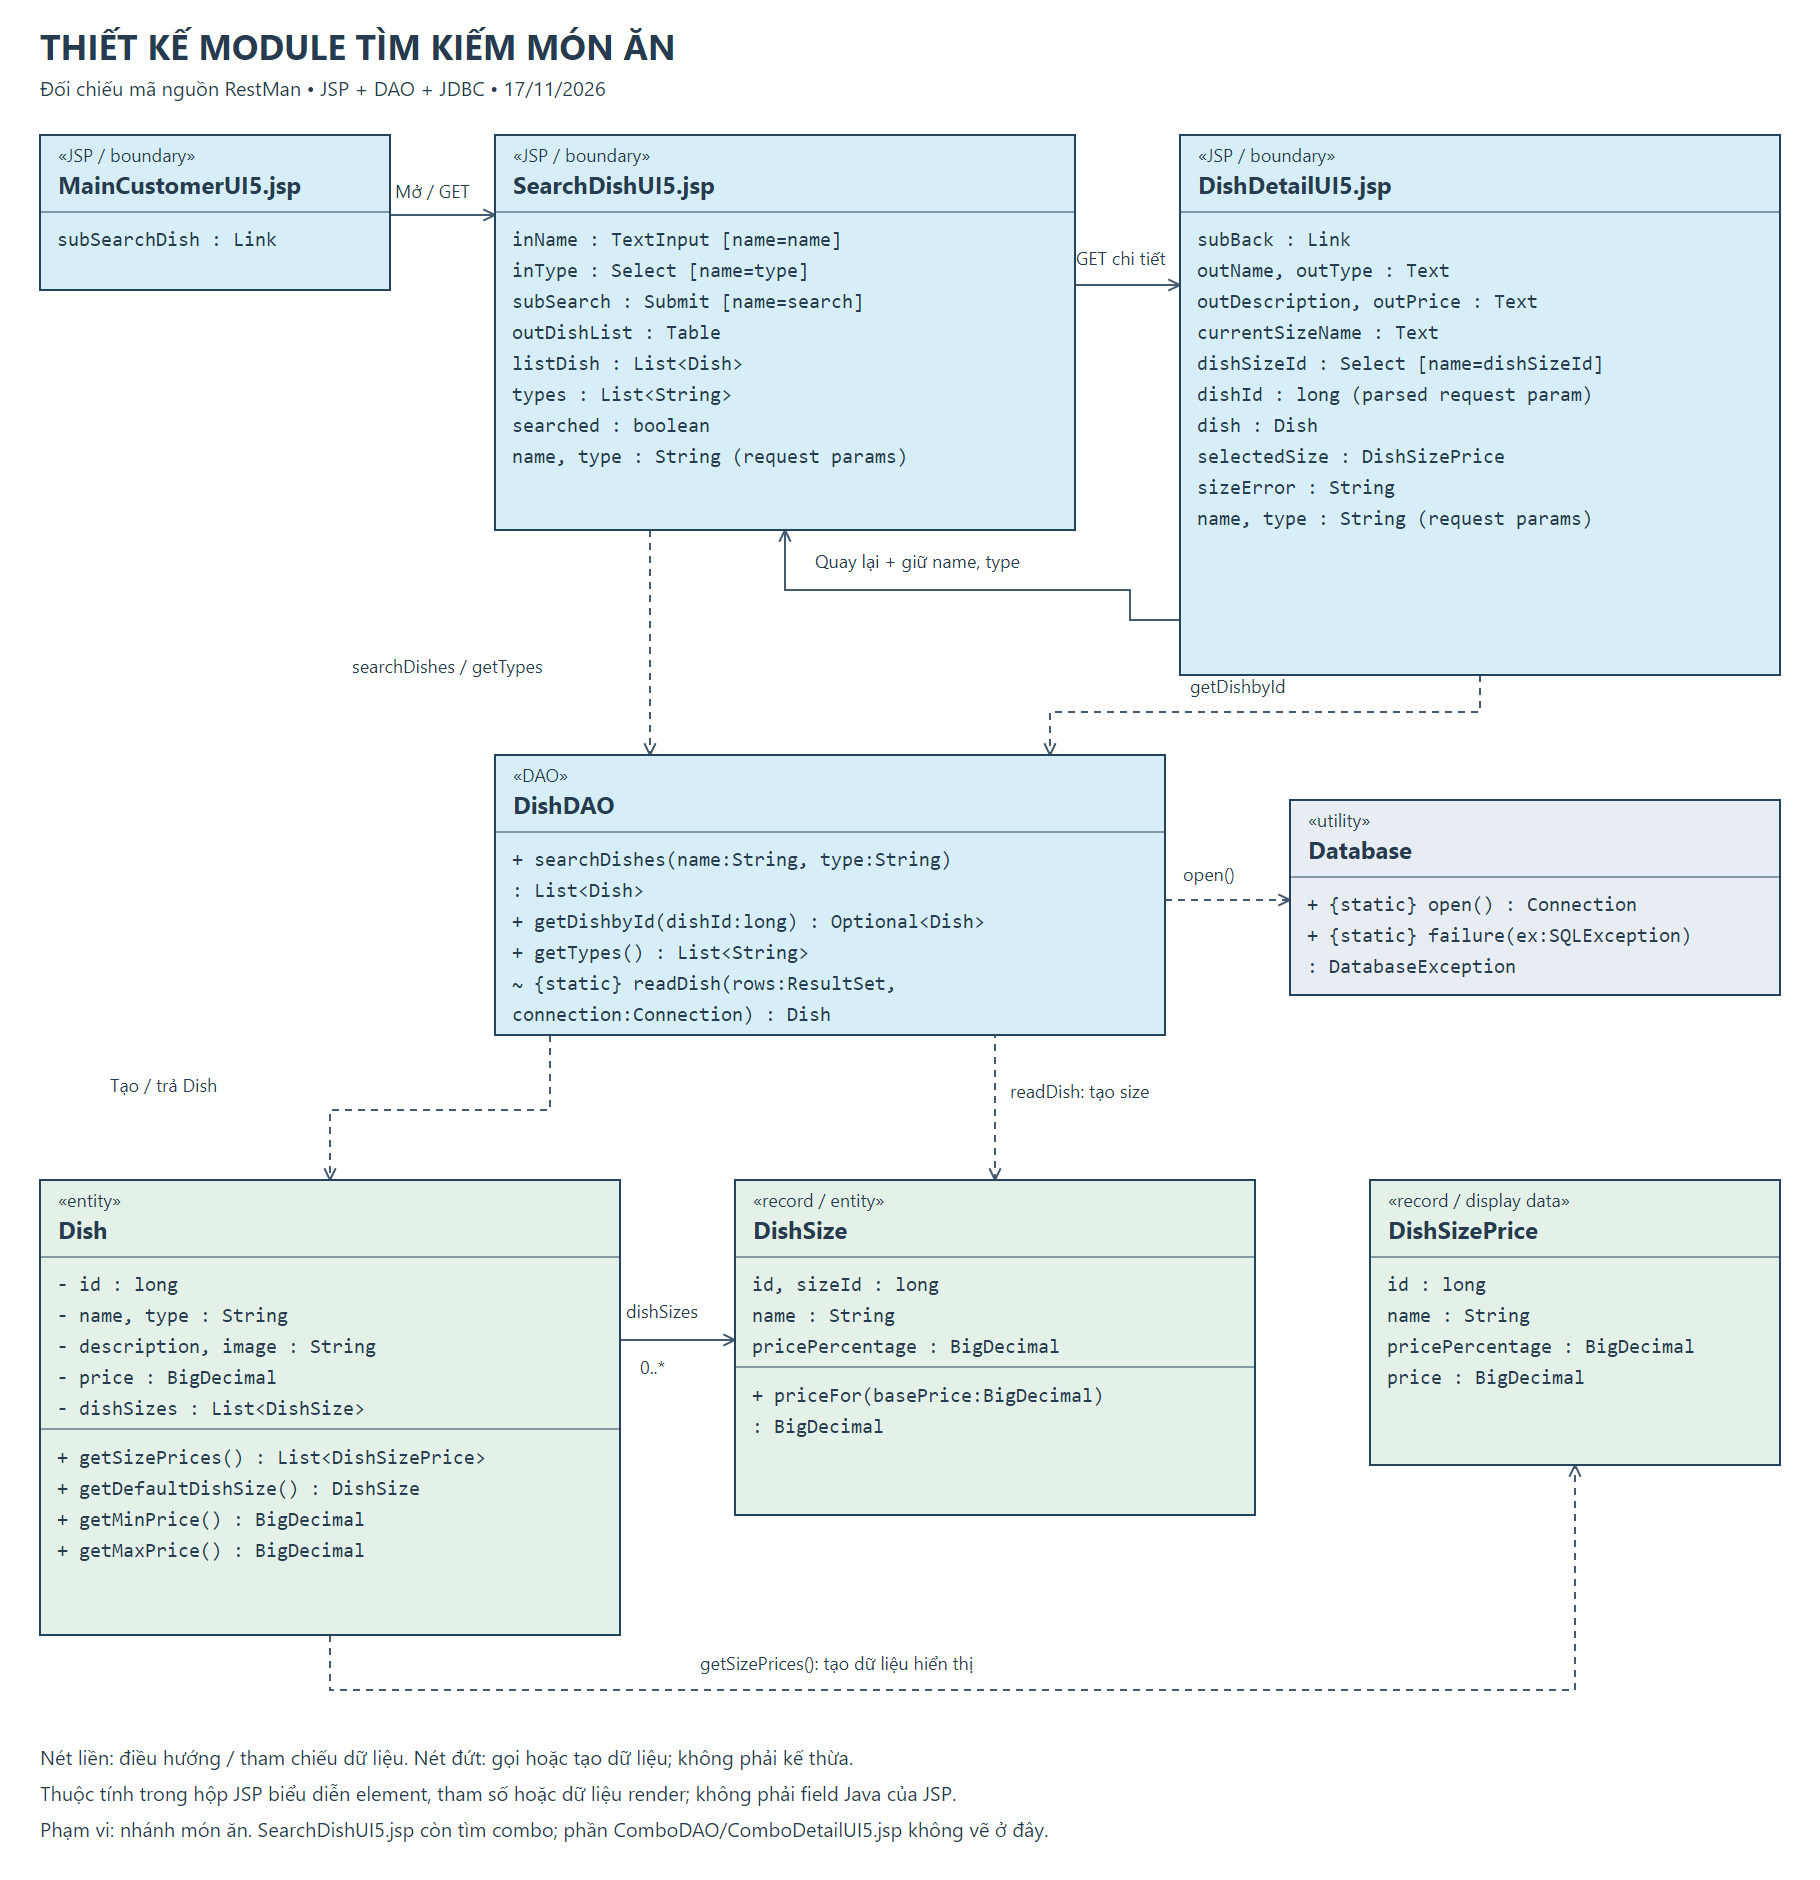 THIẾT KẾ MODULE TÌM KIẾM MÓN ĂN
Đối chiếu mã nguồn RestMan • JSP + DAO + JDBC • 17/11/2026
«JSP / boundary»
MainCustomerUI5.jsp
subSearchDish : Link
Mở / GET
«JSP / boundary»
SearchDishUI5.jsp
inName : TextInput [name=name]
inType : Select [name=type]
subSearch : Submit [name=search]
outDishList : Table
listDish : List<Dish>
types : List<String>
searched : boolean
name, type : String (request params)
GET chi tiết
«JSP / boundary»
DishDetailUI5.jsp
subBack : Link
outName, outType : Text
outDescription, outPrice : Text
currentSizeName : Text
dishSizeId : Select [name=dishSizeId]
dishId : long (parsed request param)
dish : Dish
selectedSize : DishSizePrice
sizeError : String
name, type : String (request params)
Quay lại + giữ name, type
searchDishes / getTypes
getDishbyId
«DAO»
DishDAO
+ searchDishes(name:String, type:String)
: List<Dish>
+ getDishbyId(dishId:long) : Optional<Dish>
+ getTypes() : List<String>
~ {static} readDish(rows:ResultSet,
connection:Connection) : Dish
open()
«utility»
Database
+ {static} open() : Connection
+ {static} failure(ex:SQLException)
: DatabaseException
Tạo / trả Dish
readDish: tạo size
«entity»
Dish
- id : long
- name, type : String
- description, image : String
- price : BigDecimal
- dishSizes : List<DishSize>
+ getSizePrices() : List<DishSizePrice>
+ getDefaultDishSize() : DishSize
+ getMinPrice() : BigDecimal
+ getMaxPrice() : BigDecimal
dishSizes
0..*
«record / entity»
DishSize
id, sizeId : long
name : String
pricePercentage : BigDecimal
+ priceFor(basePrice:BigDecimal)
: BigDecimal
«record / display data»
DishSizePrice
id : long
name : String
pricePercentage : BigDecimal
price : BigDecimal
getSizePrices(): tạo dữ liệu hiển thị
Nét liền: điều hướng / tham chiếu dữ liệu. Nét đứt: gọi hoặc tạo dữ liệu; không phải kế thừa.
Thuộc tính trong hộp JSP biểu diễn element, tham số hoặc dữ liệu render; không phải field Java của JSP.
Phạm vi: nhánh món ăn. SearchDishUI5.jsp còn tìm combo; phần ComboDAO/ComboDetailUI5.jsp không vẽ ở đây.